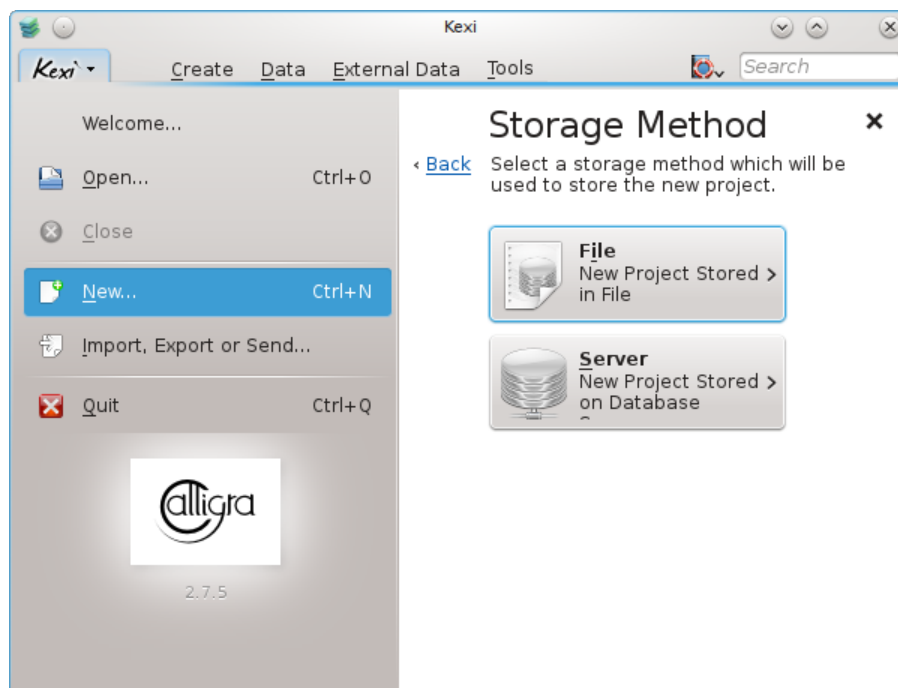 Kexi
Kexi
Create Data External Data Tools
Search
Welcome...
Open... Ctrl+O
Close
New... Ctrl+N
Import, Export or Send...
Quit Ctrl+Q
Calligra
2.7.5
Storage Method
‹ Back
Select a storage method which will be
used to store the new project.
File
New Project Stored
in File
Server
New Project Stored
on Database